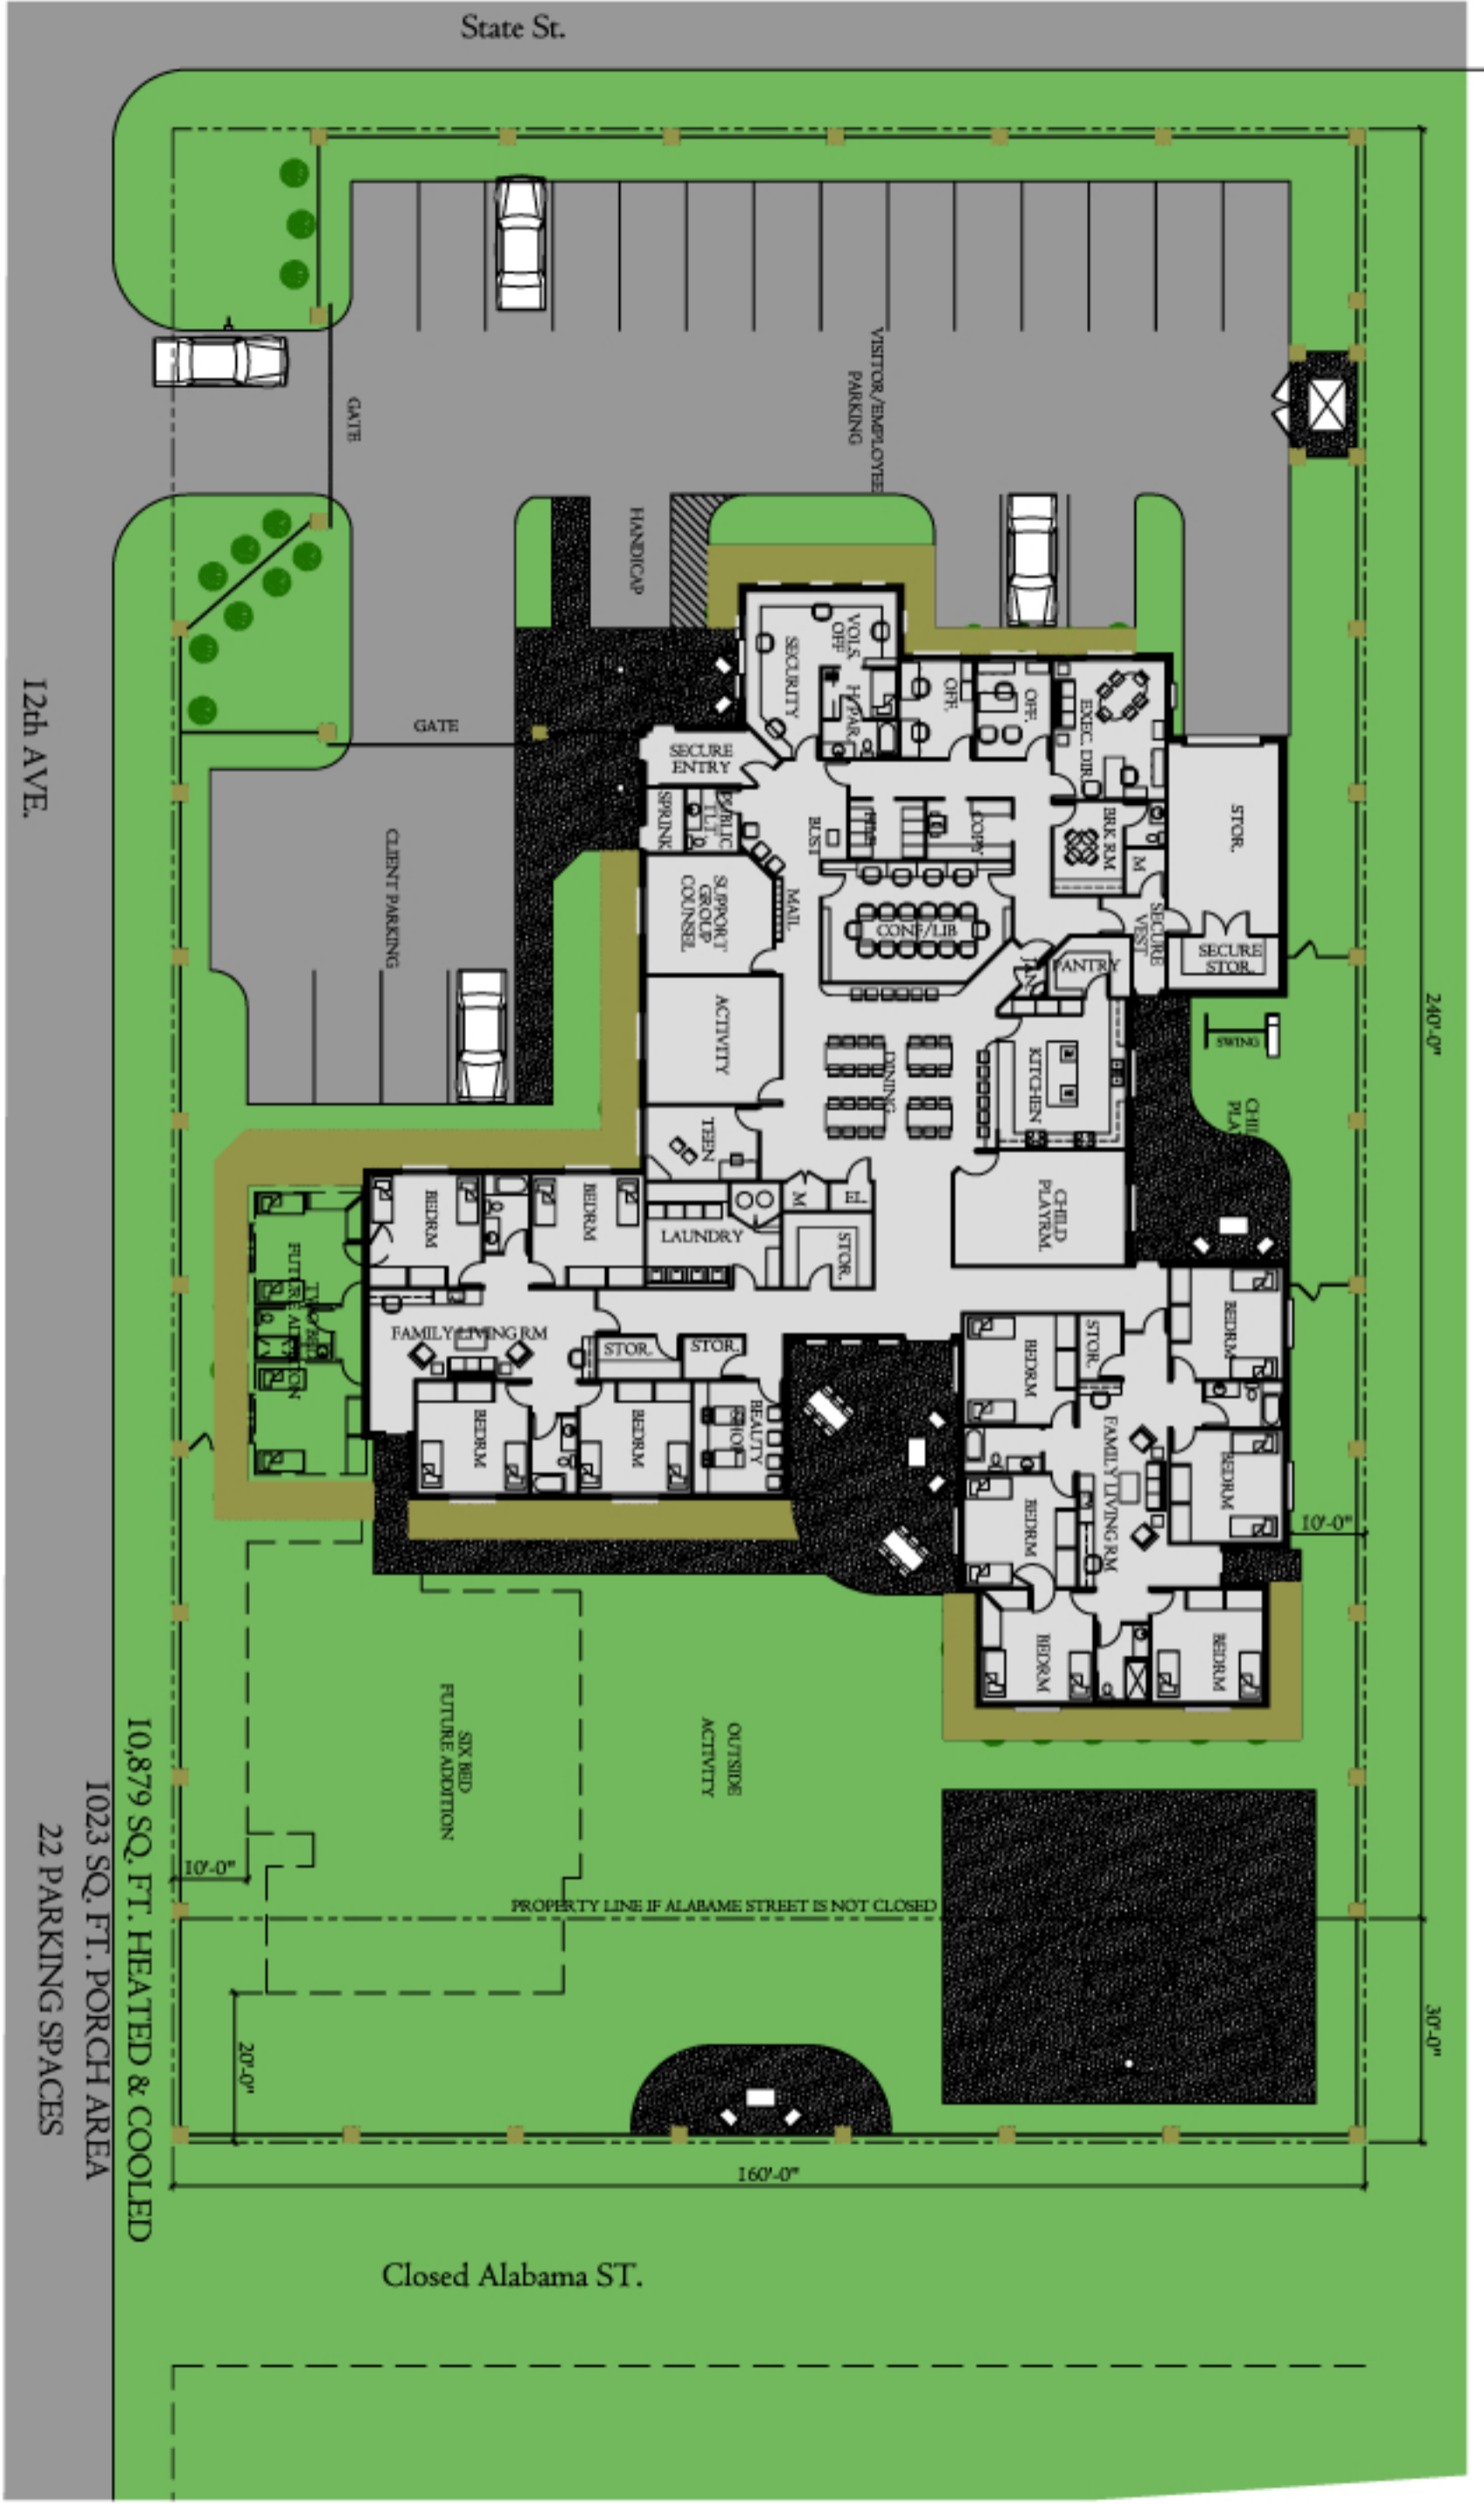 State St.
VISITOR/EMPLOYEE
PARKING
GATE
HANDICAP
12th AVE.
GATE
CLIENT PARKING
VOLS.
OFF
SECURITY
H/PAR.
OFF.
OFF.
EXEC. DIR.
SECURE
ENTRY
SPRINK
PUBLIC
TLT.
COPY
BRK RM
M
STOR.
SUPPORT
GROUP
COUNSEL
MAIL
CONF/LIB
SECURE
VEST
SECURE
STOR.
JAN.
PANTRY
ACTIVITY
DINING
KITCHEN
SWING
240'-0"
TEEN
M
EL.
CHILD
PLAYRM.
BEDRM
BEDRM
LAUNDRY
STOR.
FAMILY LIVING RM
STOR.
STOR.
BEDRM
BEDRM
BEAUTY
SHOP
BEDRM
STOR.
BEDRM
FAMILY LIVING RM
BEDRM
BEDRM
10'-0"
BEDRM
BEDRM
SIX BED
FUTURE ADDITION
OUTSIDE
ACTIVITY
10'-0"
PROPERTY LINE IF ALABAME STREET IS NOT CLOSED
30'-0"
20'-0"
160'-0"
10,879 SQ. FT. HEATED & COOLED
1023 SQ. FT. PORCH AREA
22 PARKING SPACES
Closed Alabama ST.